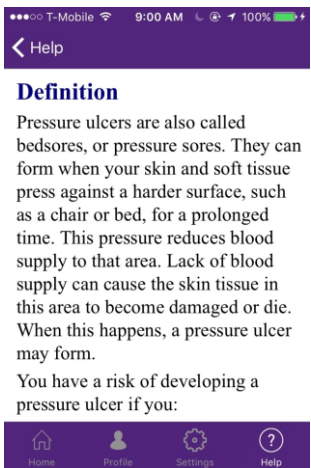 T-Mobile 9:00 AM 100%
Help
Definition
Pressure ulcers are also called
bedsores, or pressure sores. They can
form when your skin and soft tissue
press against a harder surface, such
as a chair or bed, for a prolonged
time. This pressure reduces blood
supply to that area. Lack of blood
supply can cause the skin tissue in
this area to become damaged or die.
When this happens, a pressure ulcer
may form.
You have a risk of developing a
pressure ulcer if you:
Home Profile Settings Help